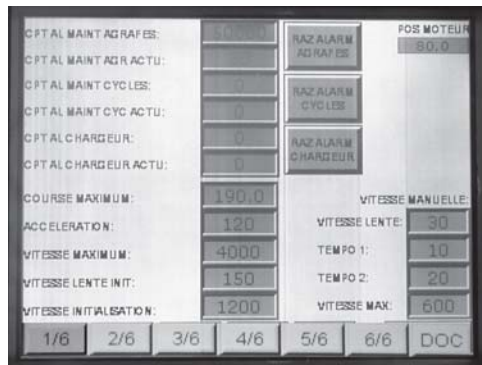 CPT AL MAINT AGRAFES: 50000
CPT AL MAINT AGR ACTU:
CPT AL MAINT CYCLES: 0
CPT AL MAINT CYC ACTU: 0
CPT AL CHARGEUR: 0
CPT AL CHARGEUR ACTU: 0
RAZ ALARM
AGRAFES
RAZ ALARM
CYCLES
RAZ ALARM
CHARGEUR
POS MOTEUR
80.0
COURSE MAXIMUM: 190.0
ACCELERATION: 120
VITESSE MAXIMUM: 4000
VITESSE LENTE INIT: 150
VITESSE INITIALISATION: 1200
VITESSE MANUELLE:
VITESSE LENTE: 30
TEMPO 1: 10
TEMPO 2: 20
VITESSE MAX: 600
1/6 2/6 3/6 4/6 5/6 6/6 DOC